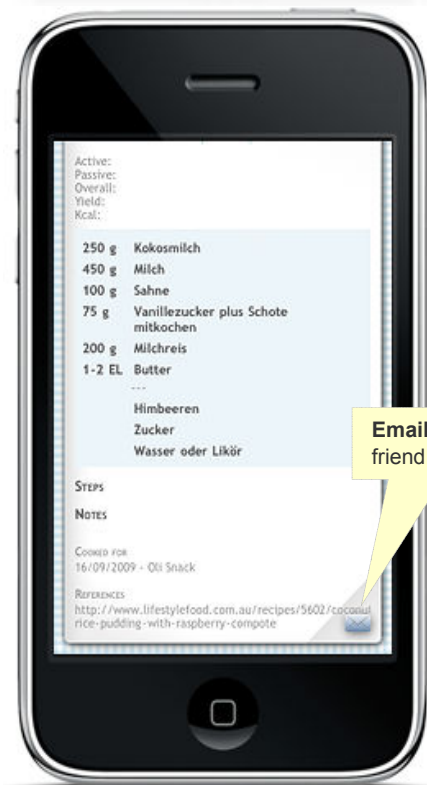 Active:
Passive:
Overall:
Yield:
Kcal:
250 g Kokosmilch
450 g Milch
100 g Sahne
75 g Vanillezucker plus Schote
mitkochen
200 g Milchreis
1-2 EL Butter
---
Himbeeren
Zucker
Wasser oder Likör
Email
friend
STEPS
NOTES
COOKED FOR
16/09/2009 - Oli Snack
REFERENCES
http://www.lifestylefood.com.au/recipes/5602/coconut
rice-pudding-with-raspberry-compote